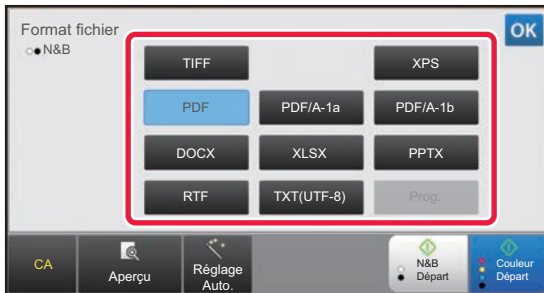 Format fichier
N&B
OK
TIFF
XPS
PDF
PDF/A-1a
PDF/A-1b
DOCX
XLSX
PPTX
RTF
TXT(UTF-8)
Prog.
CA
Aperçu
Réglage
Auto.
N&B
Départ
Couleur
Départ